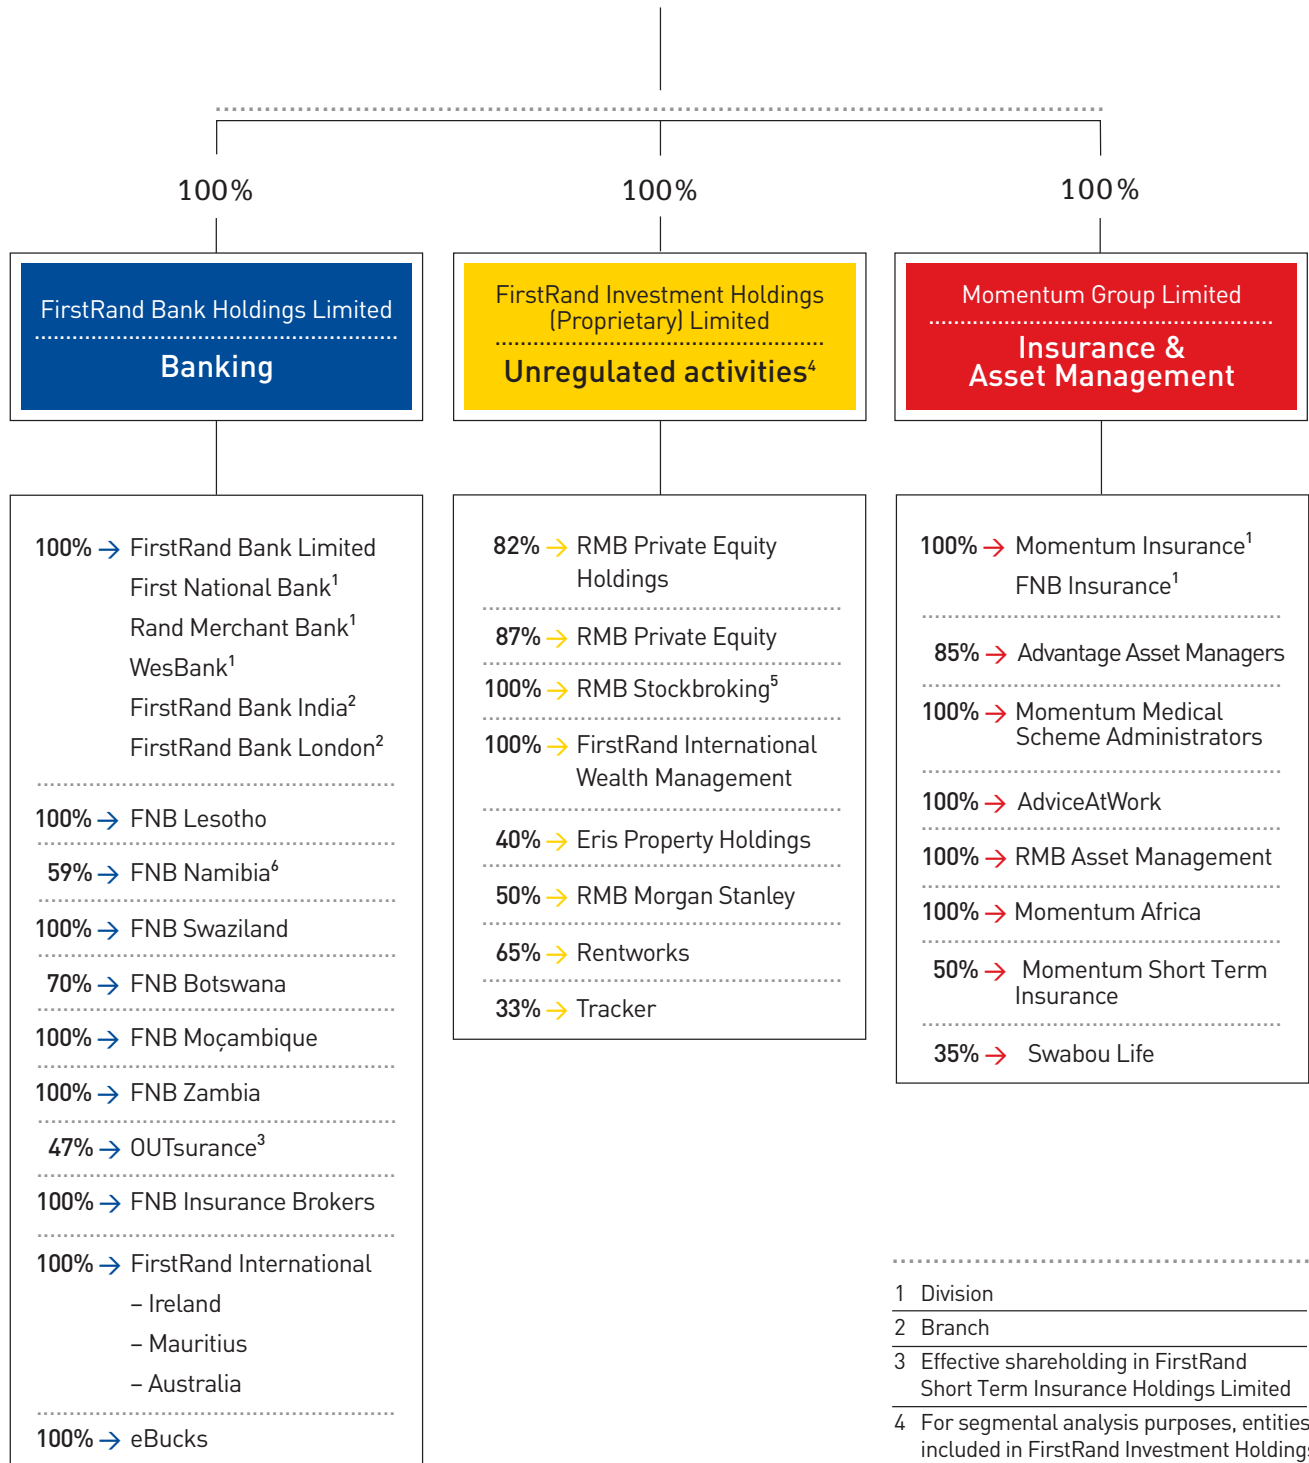 100%
100%
100%
FirstRand Bank Holdings Limited
Banking
FirstRand Investment Holdings
(Proprietary) Limited
Unregulated activities⁴
Momentum Group Limited
Insurance &
Asset Management
100% → FirstRand Bank Limited
First National Bank¹
Rand Merchant Bank¹
WesBank¹
FirstRand Bank India²
FirstRand Bank London²
100% → FNB Lesotho
59% → FNB Namibia⁶
100% → FNB Swaziland
70% → FNB Botswana
100% → FNB Moçambique
100% → FNB Zambia
47% → OUTsurance³
100% → FNB Insurance Brokers
100% → FirstRand International
– Ireland
– Mauritius
– Australia
100% → eBucks
82% → RMB Private Equity
Holdings
87% → RMB Private Equity
100% → RMB Stockbroking⁵
100% → FirstRand International
Wealth Management
40% → Eris Property Holdings
50% → RMB Morgan Stanley
65% → Rentworks
33% → Tracker
100% → Momentum Insurance¹
FNB Insurance¹
85% → Advantage Asset Managers
100% → Momentum Medical
Scheme Administrators
100% → AdviceAtWork
100% → RMB Asset Management
100% → Momentum Africa
50% → Momentum Short Term
Insurance
35% → Swabou Life
1 Division
2 Branch
3 Effective shareholding in FirstRand
Short Term Insurance Holdings Limited
4 For segmental analysis purposes, entities
included in FirstRand Investment Holdings